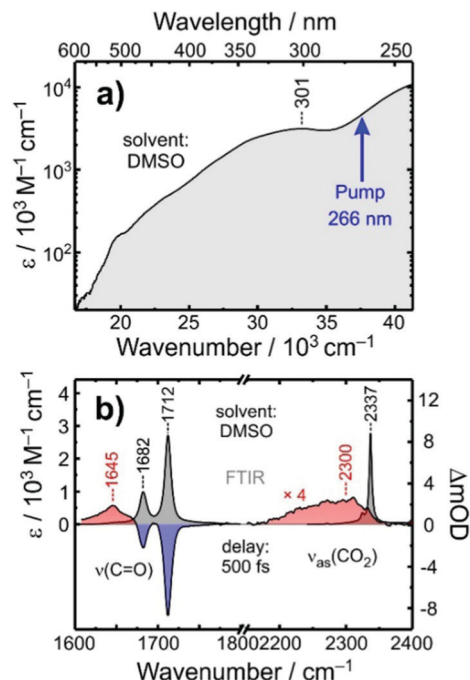 Wavelength / nm
600 500 400 350 300 250
10⁴
10³
10²
ε / 10³ M⁻¹ cm⁻¹
a)
301
solvent:
DMSO
Pump
266 nm
20 25 30 35 40
Wavenumber / 10³ cm⁻¹
b)
4
3
2
1
0
ε / 10³ M⁻¹ cm⁻¹
12
8
4
0
-4
-8
ΔmOD
1645
1682
1712
solvent:
DMSO
FTIR
× 4
2300
2337
ν(C=O)
delay:
500 fs
νas(CO₂)
1600 1700 1800 2200 2300 2400
Wavenumber / cm⁻¹